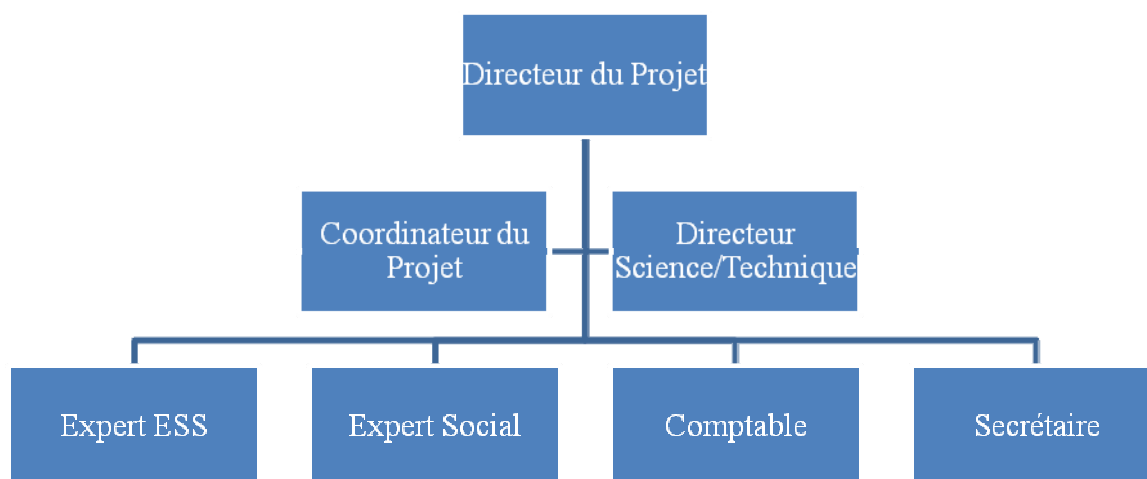 Directeur du Projet
Coordinateur du
Projet
Directeur
Science/Technique
Expert ESS
Expert Social
Comptable
Secrétaire